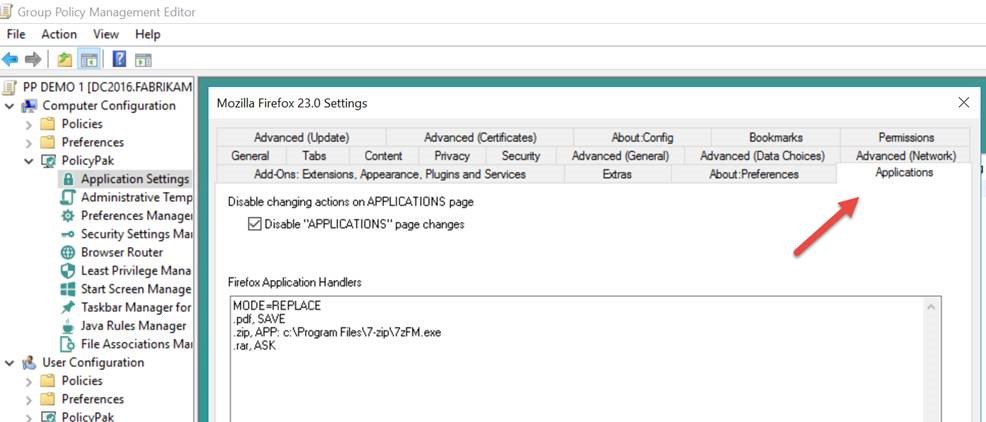 Group Policy Management Editor
File Action View Help
PP DEMO 1 [DC2016.FABRIKAM
Computer Configuration
Policies
Preferences
PolicyPak
Application Settings
Administrative Temp
Preferences Manager
Security Settings Ma
Browser Router
Least Privilege Mana
Start Screen Manage
Taskbar Manager for
Java Rules Manager
File Associations Ma
User Configuration
Policies
Preferences
PolicyPak
Mozilla Firefox 23.0 Settings
Advanced (Update) Advanced (Certificates) About:Config Bookmarks Permissions
General Tabs Content Privacy Security Advanced (General) Advanced (Data Choices) Advanced (Network)
Add-Ons: Extensions, Appearance, Plugins and Services Extras About:Preferences Applications
Disable changing actions on APPLICATIONS page
Disable "APPLICATIONS" page changes
Firefox Application Handlers
MODE=REPLACE
.pdf, SAVE
.zip, APP: c:\Program Files\7-zip\7zFM.exe
.rar, ASK